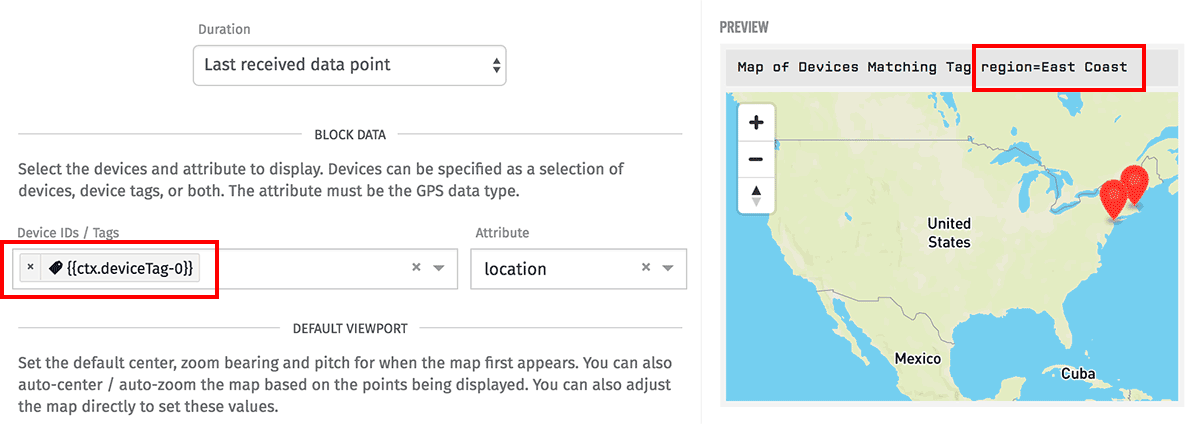 Duration
Last received data point
BLOCK DATA
Select the devices and attribute to display. Devices can be specified as a selection of
devices, device tags, or both. The attribute must be the GPS data type.
Device IDs / Tags
Attribute
× {{ctx.deviceTag-0}} ×
location ×
DEFAULT VIEWPORT
Set the default center, zoom bearing and pitch for when the map first appears. You can also
auto-center / auto-zoom the map based on the points being displayed. You can also adjust
the map directly to set these values.
PREVIEW
Map of Devices Matching Tag region=East Coast
+
−
United
States
Mexico
Cuba